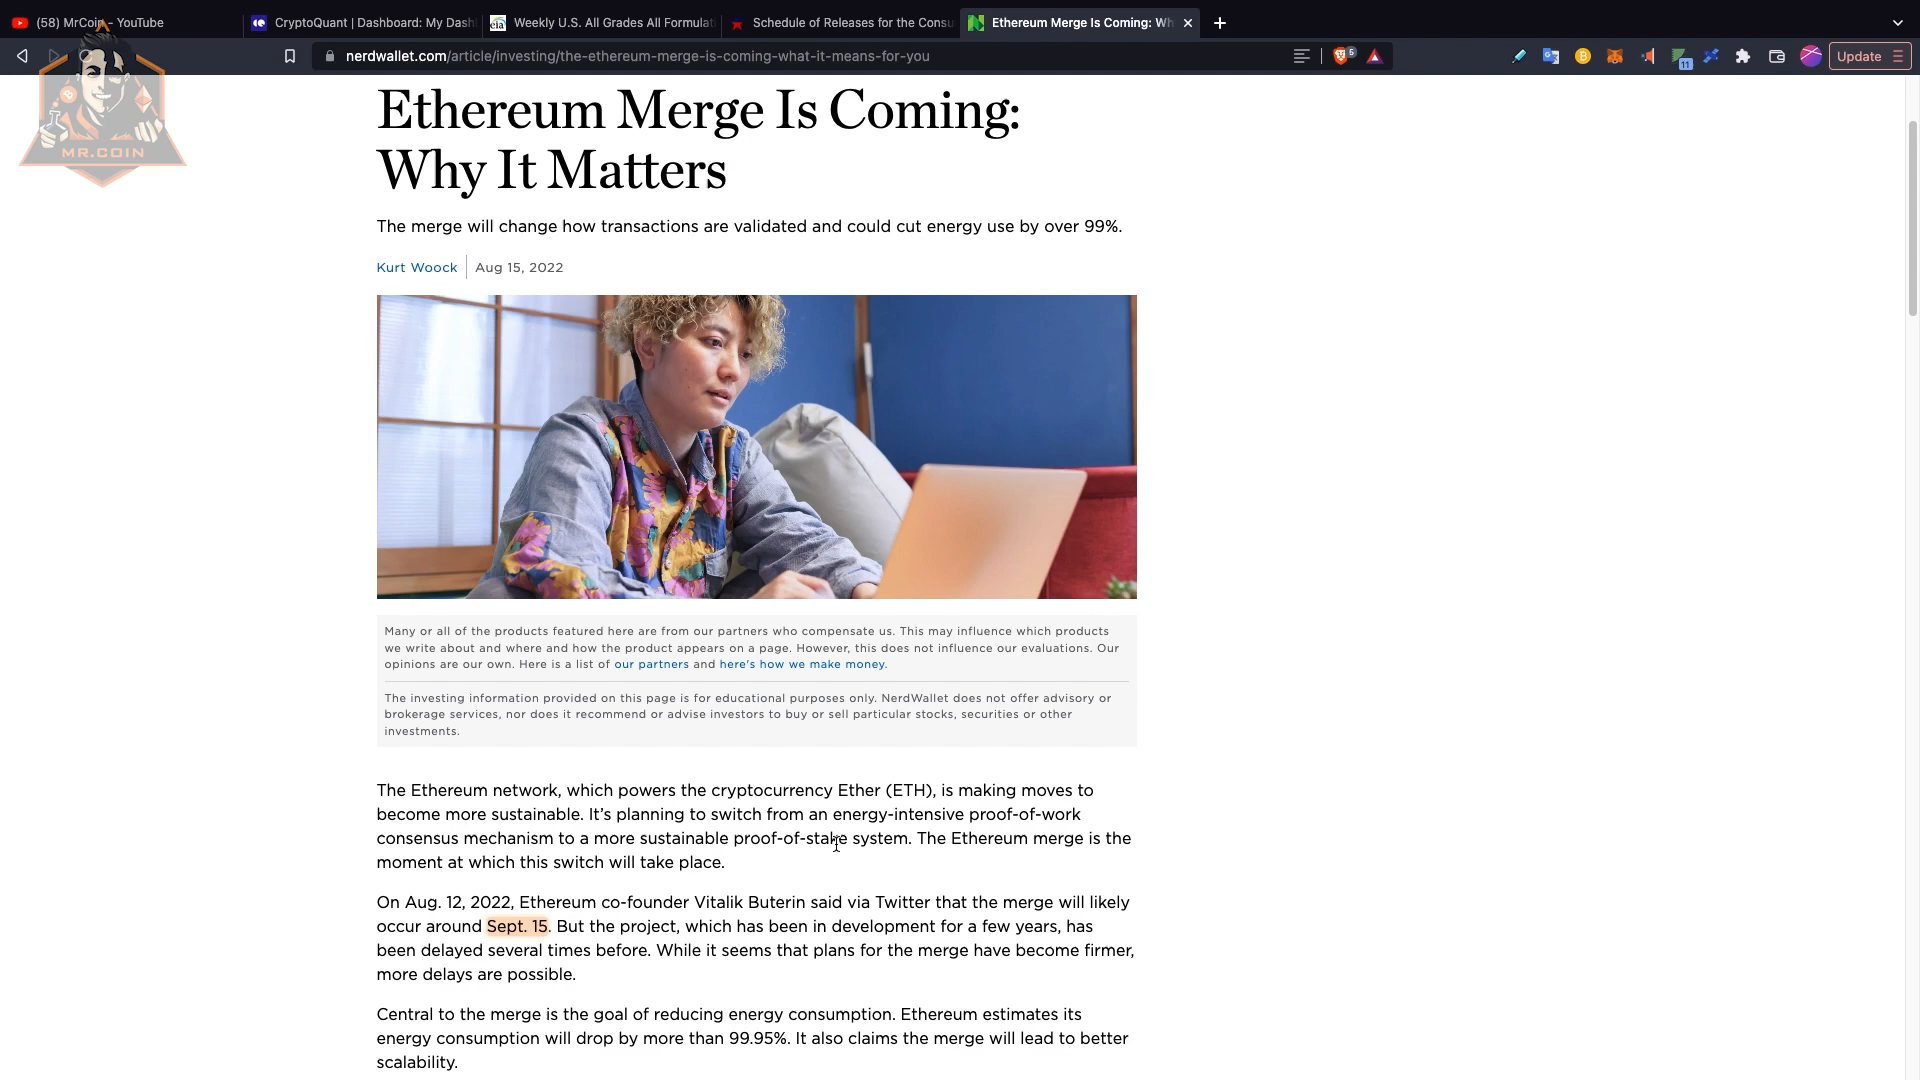 (58) MrCoin - YouTube
CryptoQuant | Dashboard: My Dash
Weekly U.S. All Grades All Formulat
Schedule of Releases for the Consu
Ethereum Merge Is Coming: Wh
nerdwallet.com/article/investing/the-ethereum-merge-is-coming-what-it-means-for-you
5
11
Update
MR.COIN
Ethereum Merge Is Coming:
Why It Matters
The merge will change how transactions are validated and could cut energy use by over 99%.
Kurt Woock | Aug 15, 2022
Many or all of the products featured here are from our partners who compensate us. This may influence which products
we write about and where and how the product appears on a page. However, this does not influence our evaluations. Our
opinions are our own. Here is a list of our partners and here's how we make money.
The investing information provided on this page is for educational purposes only. NerdWallet does not offer advisory or
brokerage services, nor does it recommend or advise investors to buy or sell particular stocks, securities or other
investments.
The Ethereum network, which powers the cryptocurrency Ether (ETH), is making moves to
become more sustainable. It’s planning to switch from an energy-intensive proof-of-work
consensus mechanism to a more sustainable proof-of-stake system. The Ethereum merge is the
moment at which this switch will take place.
On Aug. 12, 2022, Ethereum co-founder Vitalik Buterin said via Twitter that the merge will likely
occur around Sept. 15. But the project, which has been in development for a few years, has
been delayed several times before. While it seems that plans for the merge have become firmer,
more delays are possible.
Central to the merge is the goal of reducing energy consumption. Ethereum estimates its
energy consumption will drop by more than 99.95%. It also claims the merge will lead to better
scalability.